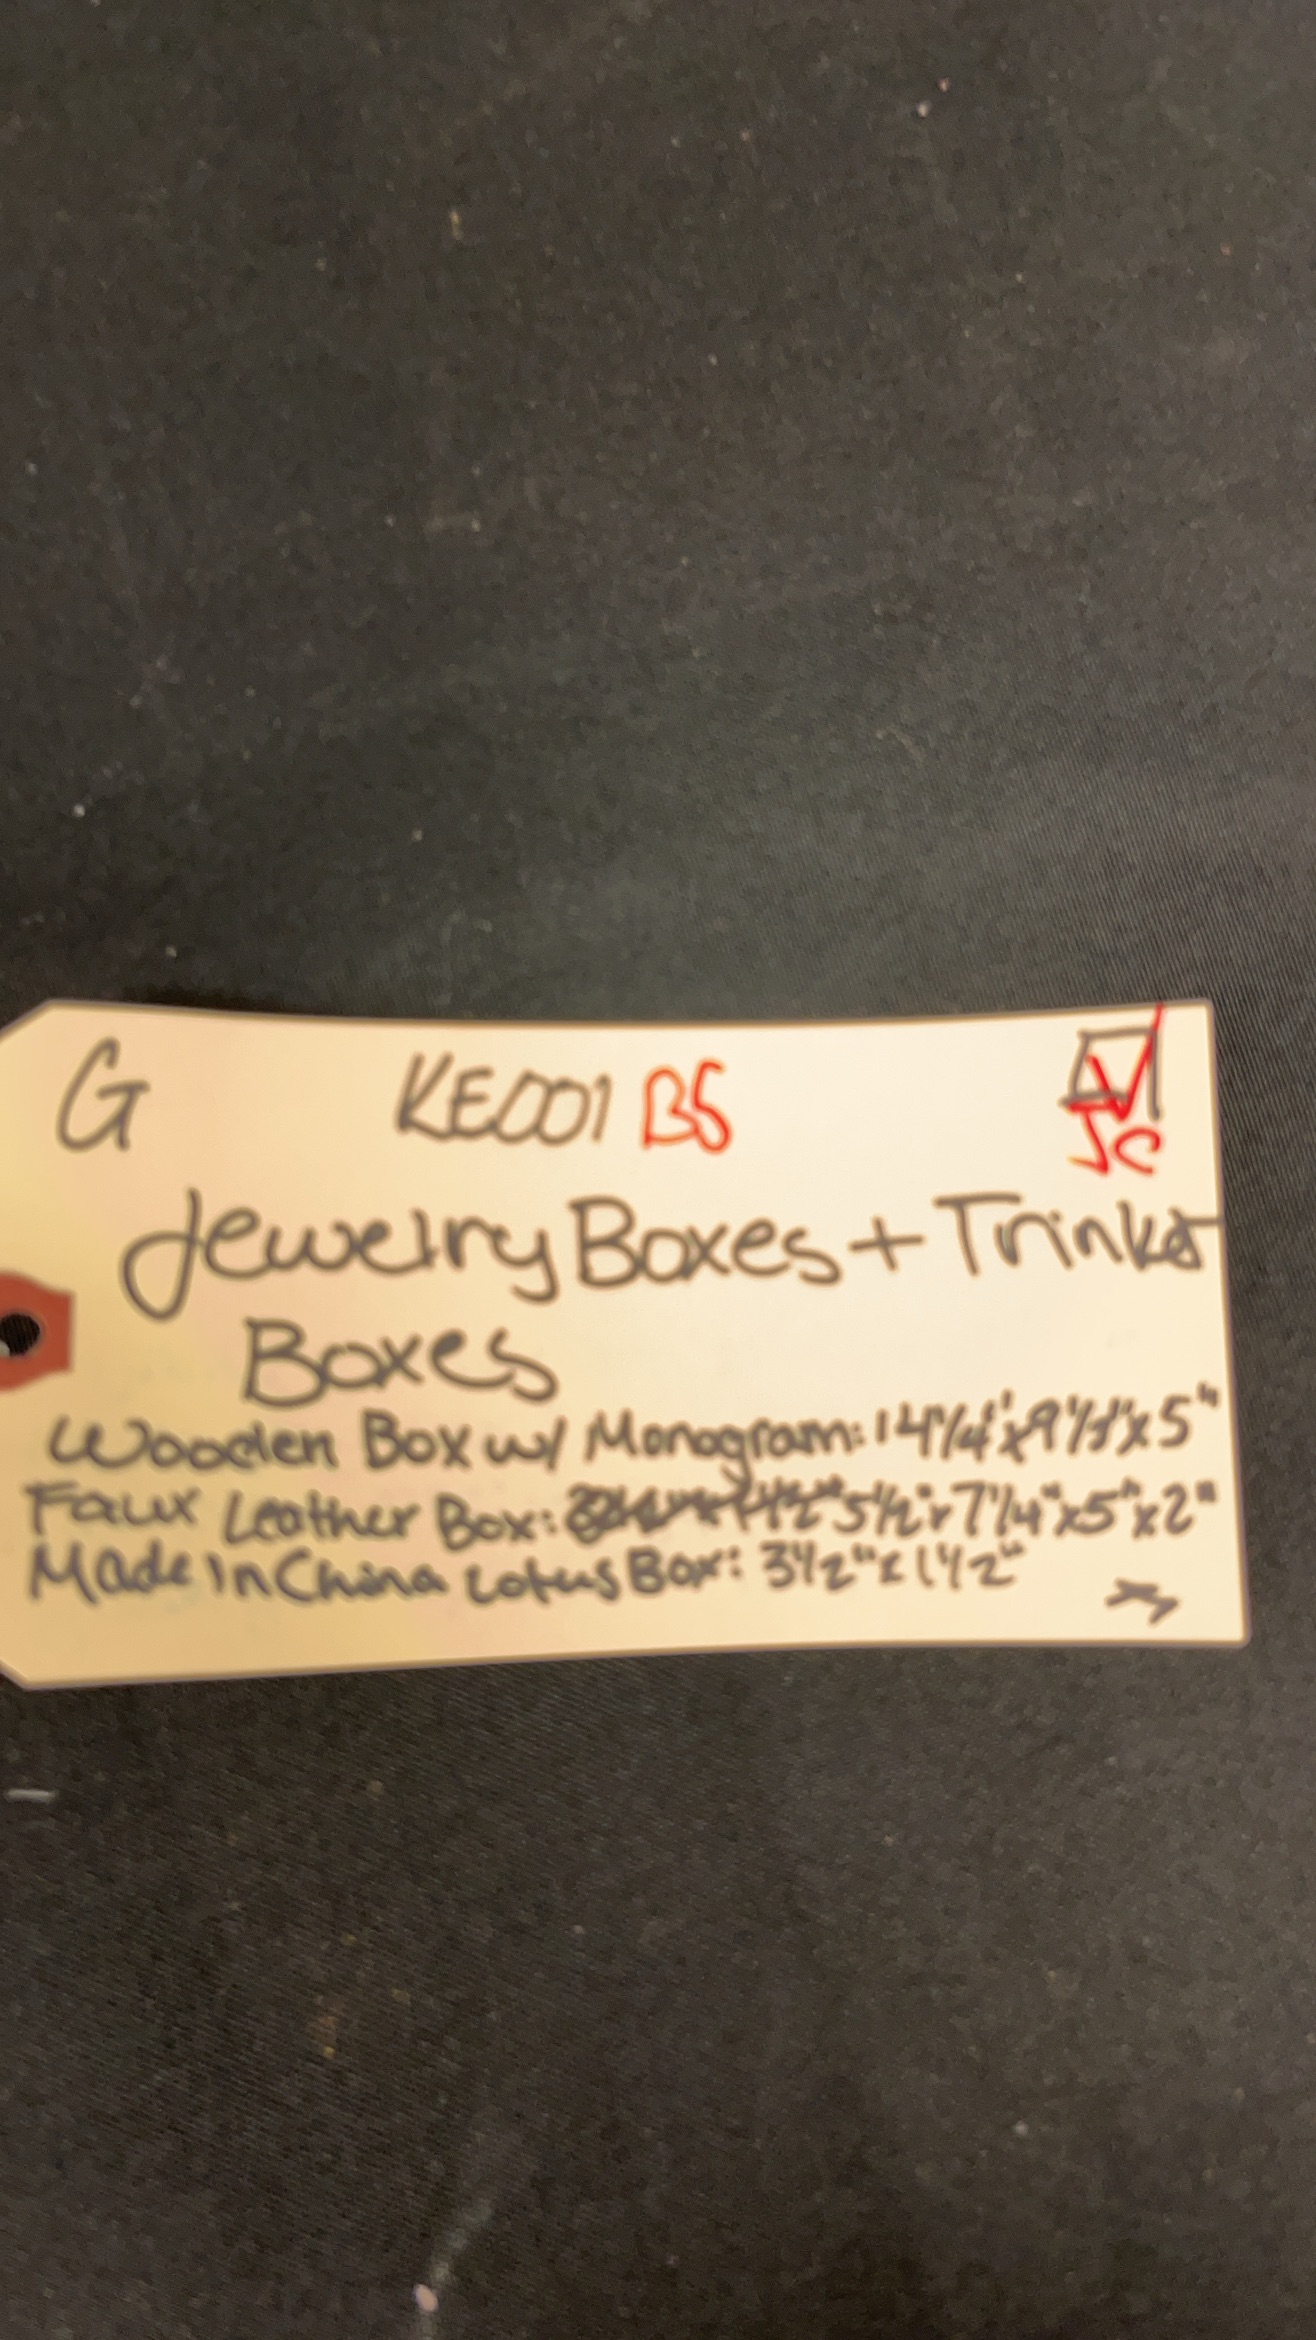 G KE001 BS
JC
Jewelry Boxes + Trinket
Boxes
Wooden Box w/ Monogram: 14 1/4" x 9 1/2" x 5"
Faux Leather Box: 5 1/2" x 7 1/4" x 5" x 2"
Made in China Lotus Box: 3 1/2" x 1 1/2"